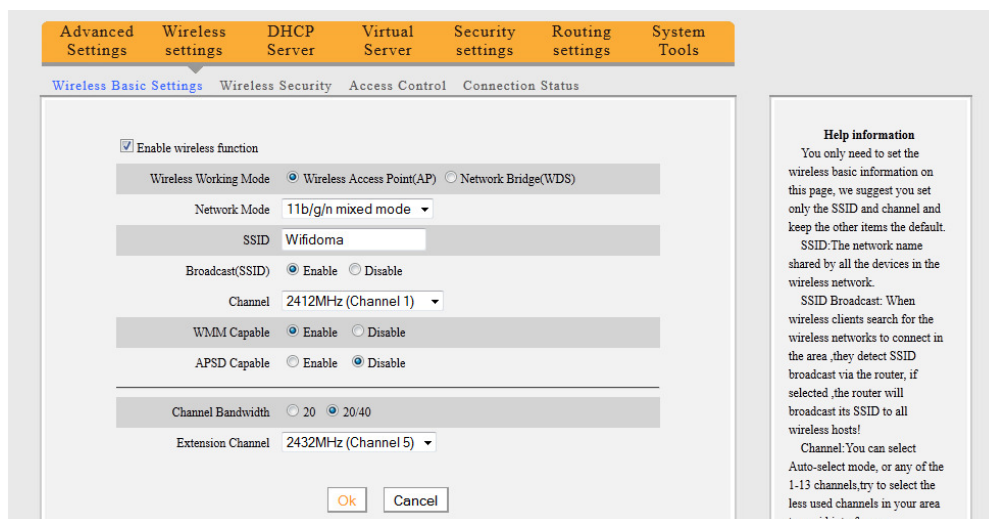 Advanced Settings
Wireless settings
DHCP Server
Virtual Server
Security settings
Routing settings
System Tools
Wireless Basic Settings Wireless Security Access Control Connection Status
Enable wireless function
Wireless Working Mode Wireless Access Point(AP) Network Bridge(WDS)
Network Mode 11b/g/n mixed mode
SSID Wifidoma
Broadcast(SSID) Enable Disable
Channel 2412MHz (Channel 1)
WMM Capable Enable Disable
APSD Capable Enable Disable
Channel Bandwidth 20 20/40
Extension Channel 2432MHz (Channel 5)
Ok Cancel
Help information
You only need to set the
wireless basic information on
this page, we suggest you set
only the SSID and channel and
keep the other items the default.
SSID:The network name
shared by all the devices in the
wireless network.
SSID Broadcast: When
wireless clients search for the
wireless networks to connect in
the area ,they detect SSID
broadcast via the router, if
selected ,the router will
broadcast its SSID to all
wireless hosts!
Channel:You can select
Auto-select mode, or any of the
1-13 channels,try to select the
less used channels in your area